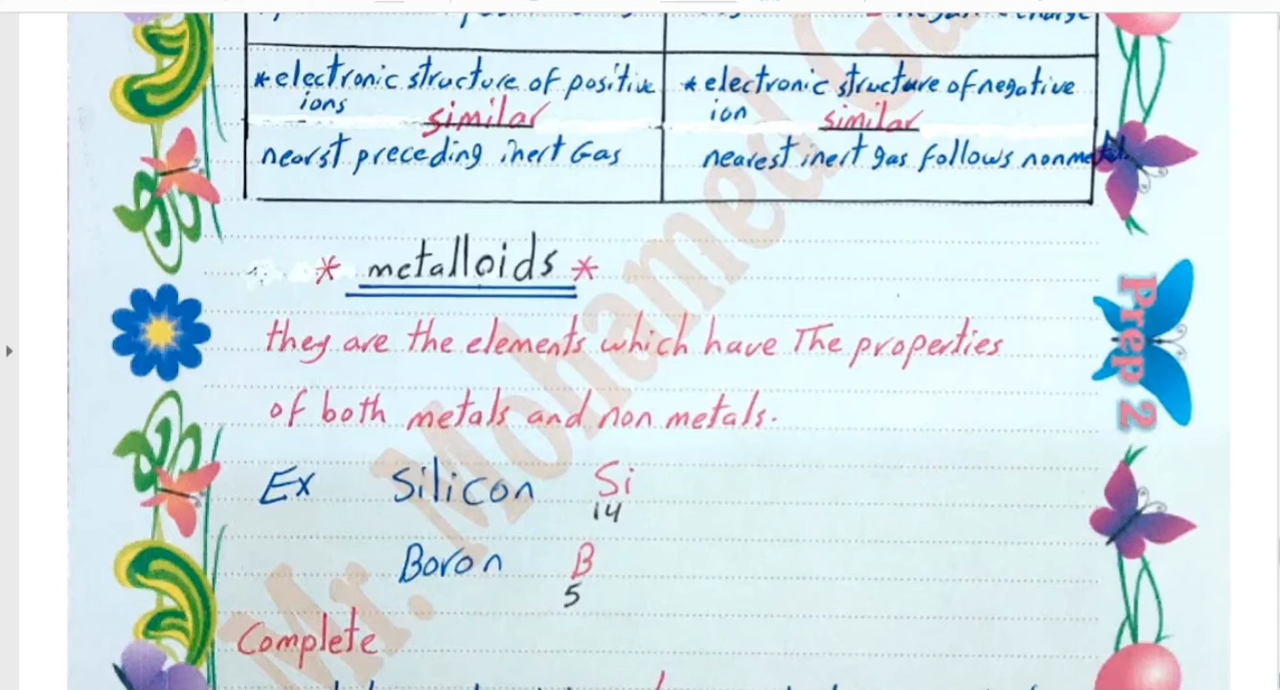 *electronic structure of positive
ions similar
nearst preceding inert Gas
*electronic structure of negative
ion similar
nearest inert gas follows nonmetal
* metalloids *
they are the elements which have The properties
of both metals and non metals.
Ex Silicon Si
14
Boron B
5
Complete
Prep 2
Mr. Mohamed